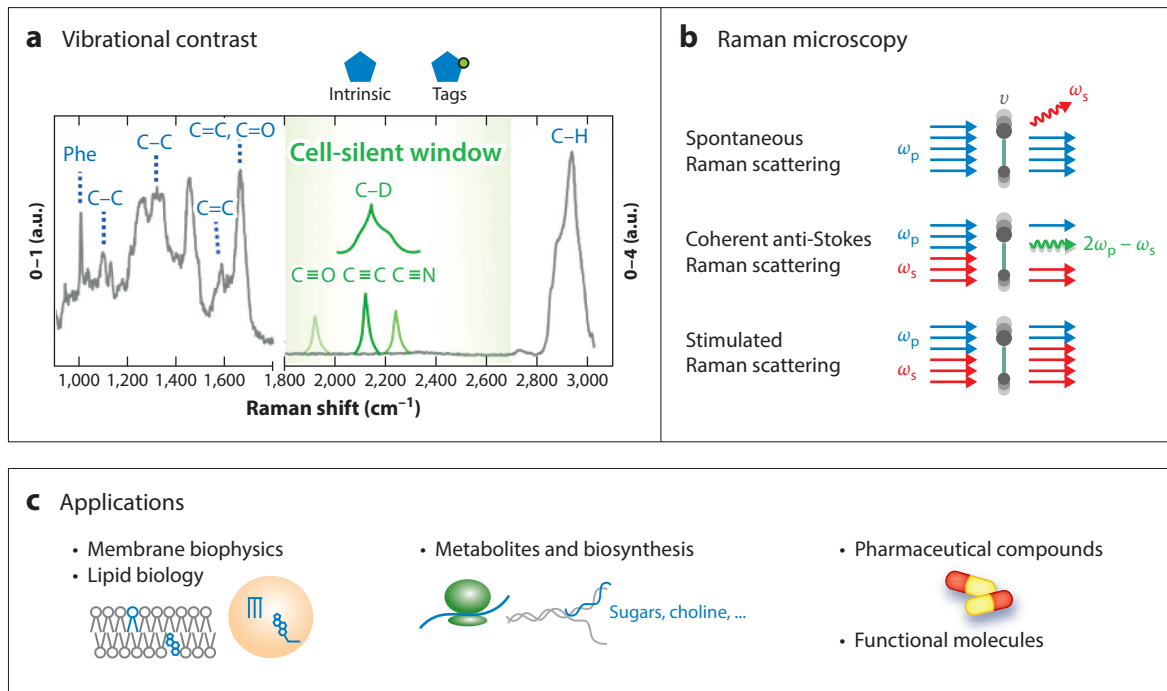 a Vibrational contrast
Intrinsic Tags
Phe
C–C
C–C
C=C
C=C, C=O
Cell-silent window
C–D
C≡O C≡C C≡N
C–H
0–1 (a.u.)
0–4 (a.u.)
1,000 1,200 1,400 1,600 1,800 2,000 2,200 2,400 2,600 2,800 3,000
Raman shift (cm⁻¹)
b Raman microscopy
υ
Spontaneous
Raman scattering
ωp
ωs
Coherent anti-Stokes
Raman scattering
ωp
ωs
2ωp – ωs
Stimulated
Raman scattering
ωp
ωs
c Applications
• Membrane biophysics
• Lipid biology
• Metabolites and biosynthesis
Sugars, choline, ...
• Pharmaceutical compounds
• Functional molecules